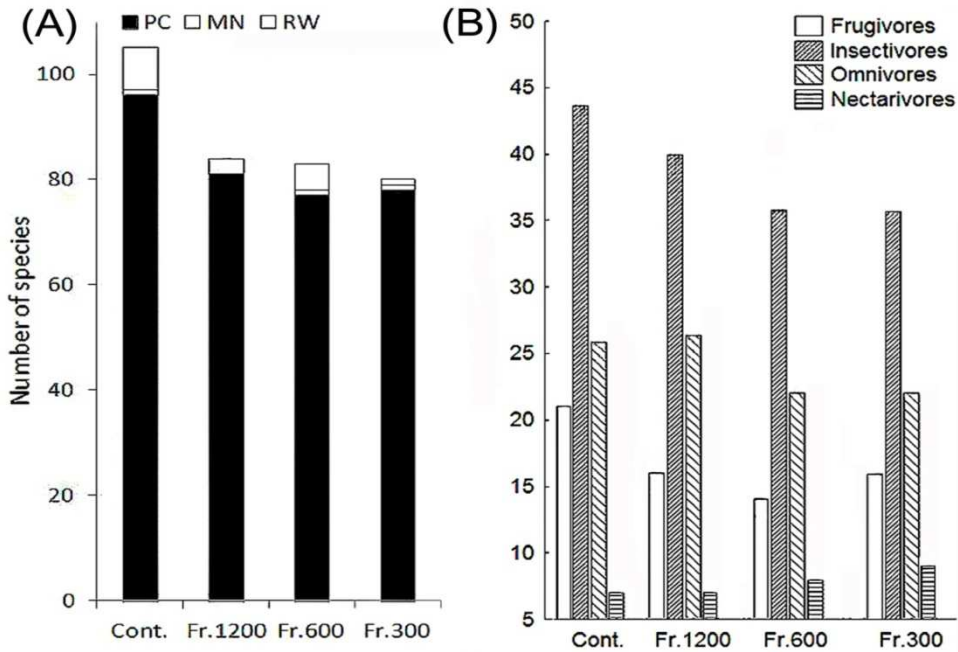 (A)
PC MN RW
Number of species
100
80
60
40
20
0
Cont. Fr.1200 Fr.600 Fr.300
(B)
Frugivores
Insectivores
Omnivores
Nectarivores
50
45
40
35
30
25
20
15
10
5
Cont. Fr.1200 Fr.600 Fr.300